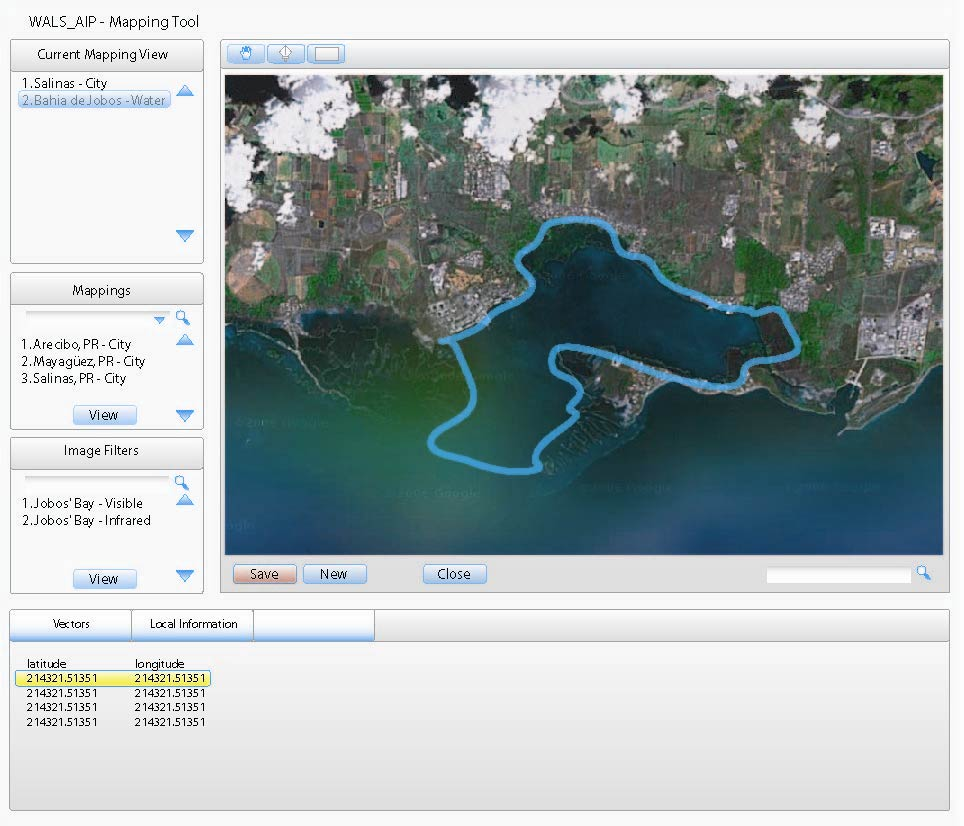 WALS_AIP - Mapping Tool
Current Mapping View
1.Salinas - City
2.Bahia de Jobos - Water
Mappings
1.Arecibo, PR - City
2.Mayagüez, PR - City
3.Salinas, PR - City
View
Image Filters
1.Jobos' Bay - Visible
2.Jobos' Bay - Infrared
View
Save
New
Close
Vectors
Local Information
latitude longitude
214321.51351 214321.51351
214321.51351 214321.51351
214321.51351 214321.51351
214321.51351 214321.51351